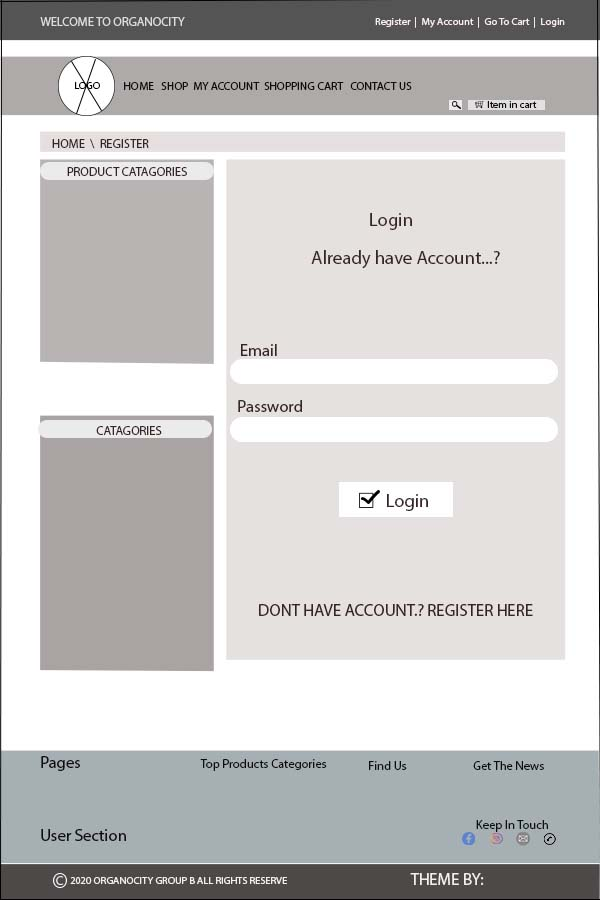 WELCOME TO ORGANOCITY
Register | My Account | Go To Cart | Login
LOGO
HOME SHOP MY ACCOUNT SHOPPING CART CONTACT US
Item in cart
HOME \ REGISTER
PRODUCT CATAGORIES
Login
Already have Account...?
Email
Password
CATAGORIES
Login
DONT HAVE ACCOUNT.? REGISTER HERE
Pages
Top Products Categories
Find Us
Get The News
User Section
Keep In Touch
© 2020 ORGANOCITY GROUP B ALL RIGHTS RESERVE
THEME BY: